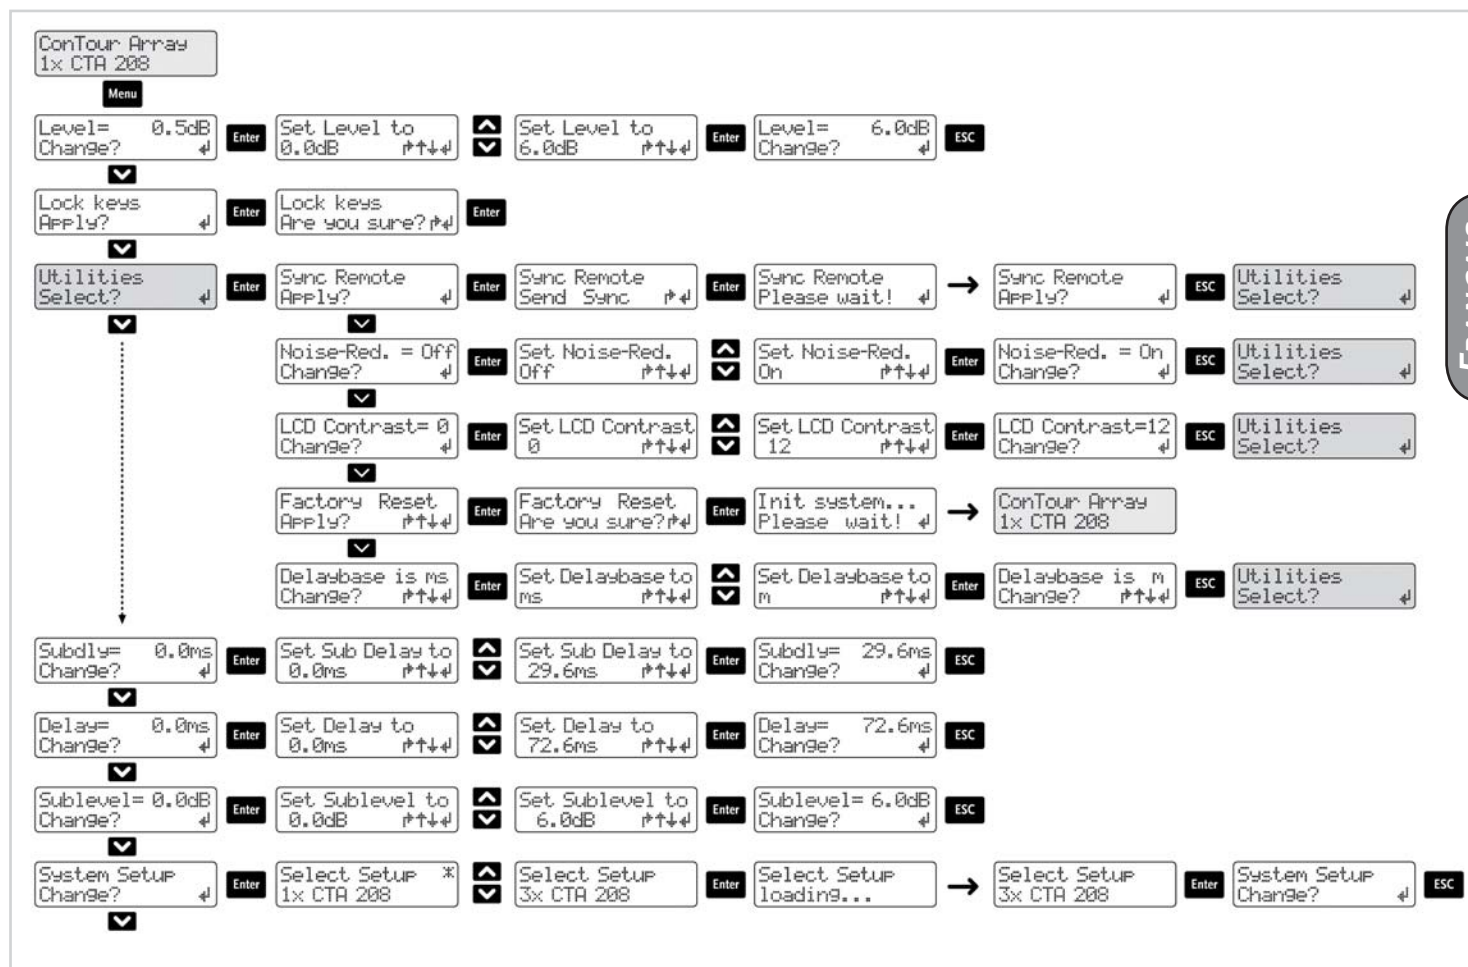 ConTour Array
1x CTA 208
Menu
Level= 0.5dB
Change? ↲
Enter
Set Level to
0.0dB ↱↑↓↲
Set Level to
6.0dB ↱↑↓↲
Enter
Level= 6.0dB
Change? ↲
ESC
Lock keys
Apply? ↲
Enter
Lock keys
Are you sure?↱↲
Enter
Utilities
Select? ↲
Enter
Sync Remote
Apply? ↲
Enter
Sync Remote
Send Sync ↱↲
Enter
Sync Remote
Please wait! ↲
→
Sync Remote
Apply? ↲
ESC
Utilities
Select? ↲
Noise-Red. = Off
Change? ↲
Enter
Set Noise-Red.
Off ↱↑↓↲
Set Noise-Red.
On ↱↑↓↲
Enter
Noise-Red. = On
Change? ↲
ESC
Utilities
Select? ↲
LCD Contrast= 0
Change? ↲
Enter
Set LCD Contrast
0 ↱↑↓↲
Set LCD Contrast
12 ↱↑↓↲
Enter
LCD Contrast=12
Change? ↲
ESC
Utilities
Select? ↲
Factory Reset
Apply? ↱↑↓↲
Enter
Factory Reset
Are you sure?↱↲
Enter
Init system...
Please wait! ↲
→
ConTour Array
1x CTA 208
Delaybase is ms
Change? ↱↑↓↲
Enter
Set Delaybase to
ms ↱↑↓↲
Set Delaybase to
m ↱↑↓↲
Enter
Delaybase is m
Change? ↱↑↓↲
ESC
Utilities
Select? ↲
Subdly= 0.0ms
Change? ↲
Enter
Set Sub Delay to
0.0ms ↱↑↓↲
Set Sub Delay to
29.6ms ↱↑↓↲
Enter
Subdly= 29.6ms
Change? ↲
ESC
Delay= 0.0ms
Change? ↲
Enter
Set Delay to
0.0ms ↱↑↓↲
Set Delay to
72.6ms ↱↑↓↲
Enter
Delay= 72.6ms
Change? ↲
ESC
Sublevel= 0.0dB
Change? ↲
Enter
Set Sublevel to
0.0dB ↱↑↓↲
Set Sublevel to
6.0dB ↱↑↓↲
Enter
Sublevel= 6.0dB
Change? ↲
ESC
System Setup
Change? ↲
Enter
Select Setup *
1x CTA 208
Select Setup
3x CTA 208
Enter
Select Setup
loading...
→
Select Setup
3x CTA 208
Enter
System Setup
Change? ↲
ESC